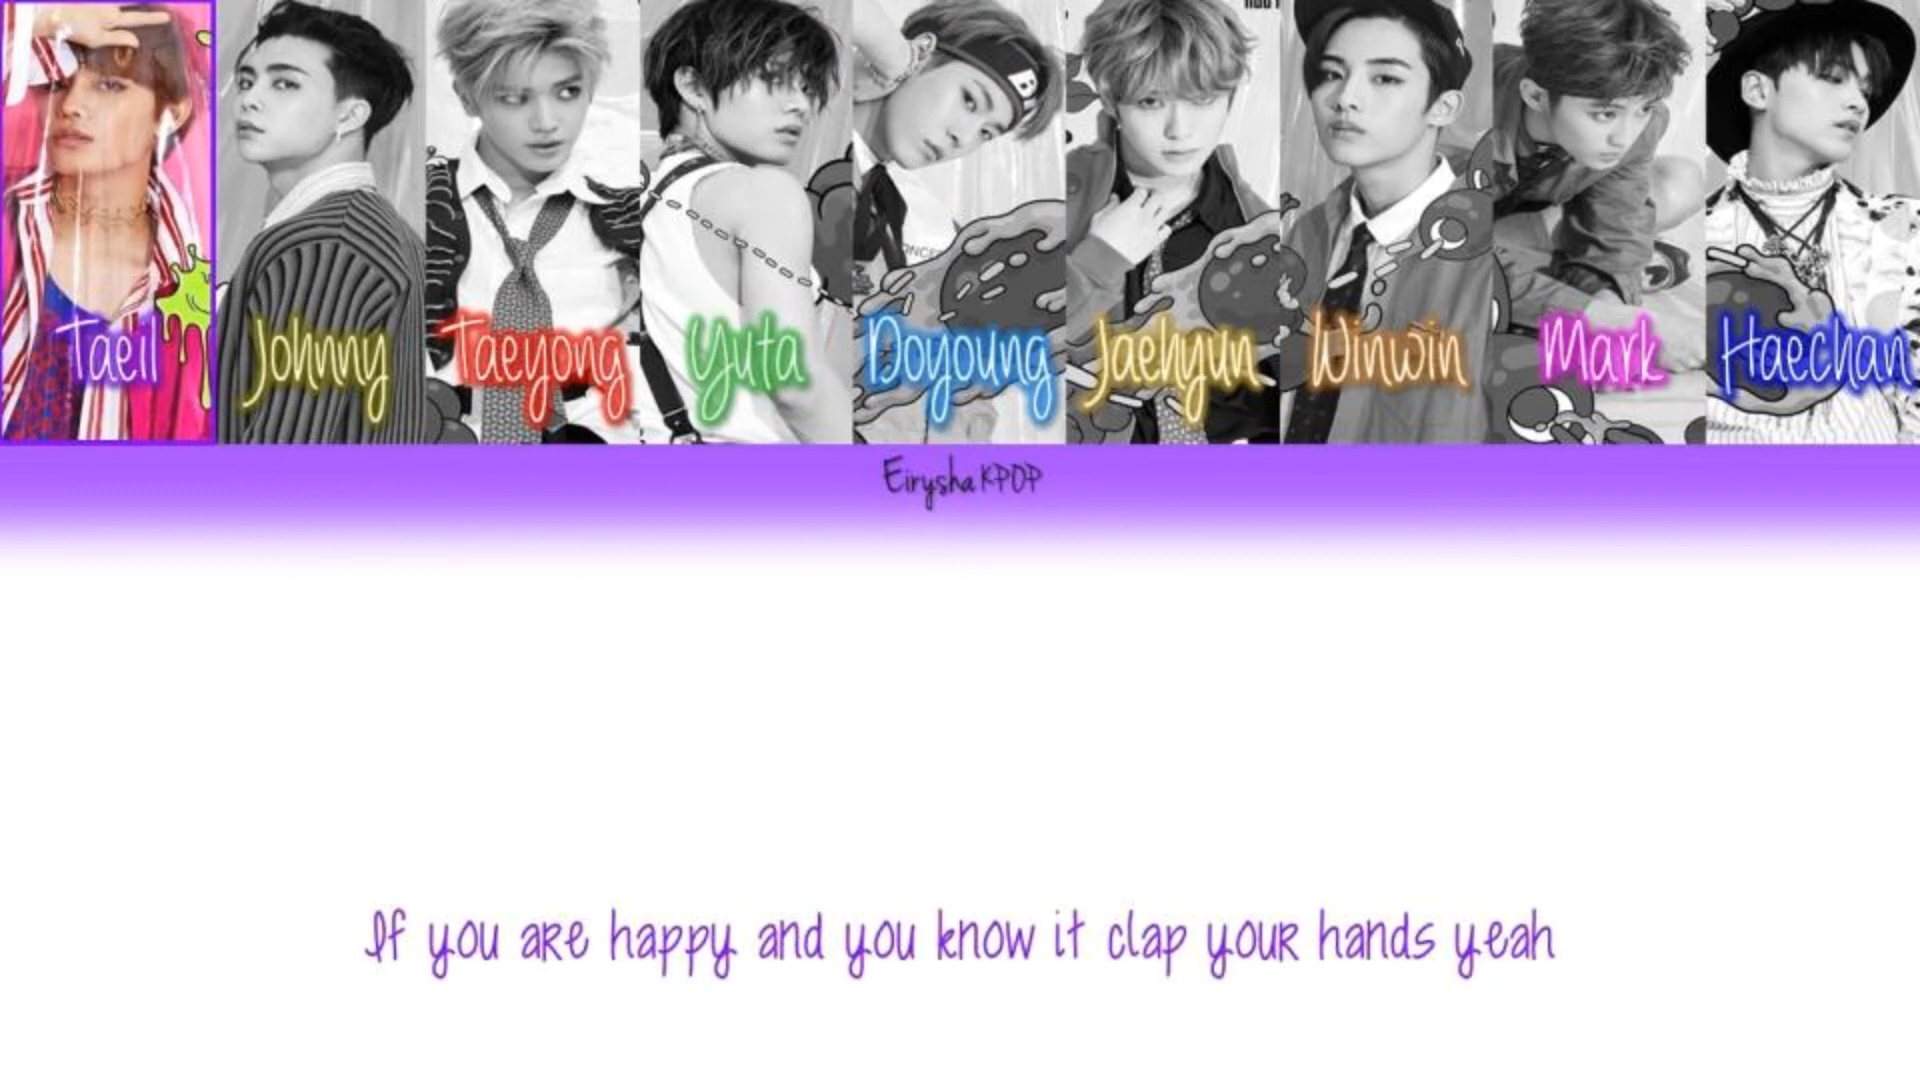 Taeil Johnny Taeyong Yuta Doyoung Jaehyun Winwin Mark Haechan
Eirysha KPOP
If you are happy and you know it clap your hands yeah